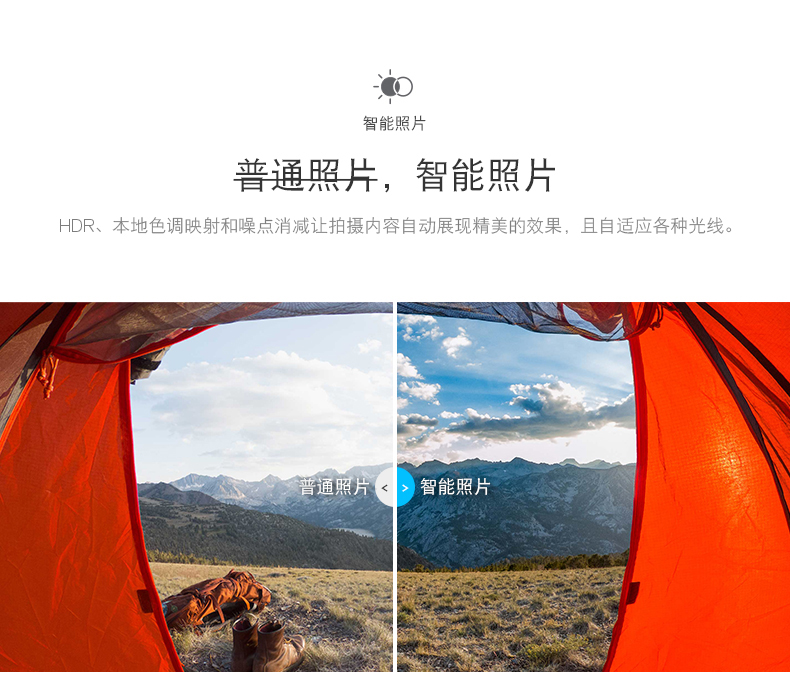 智能照片
普通照片，智能照片
HDR、本地色调映射和噪点消减让拍摄内容自动展现精美的效果，且自适应各种光线。
普通照片 < > 智能照片